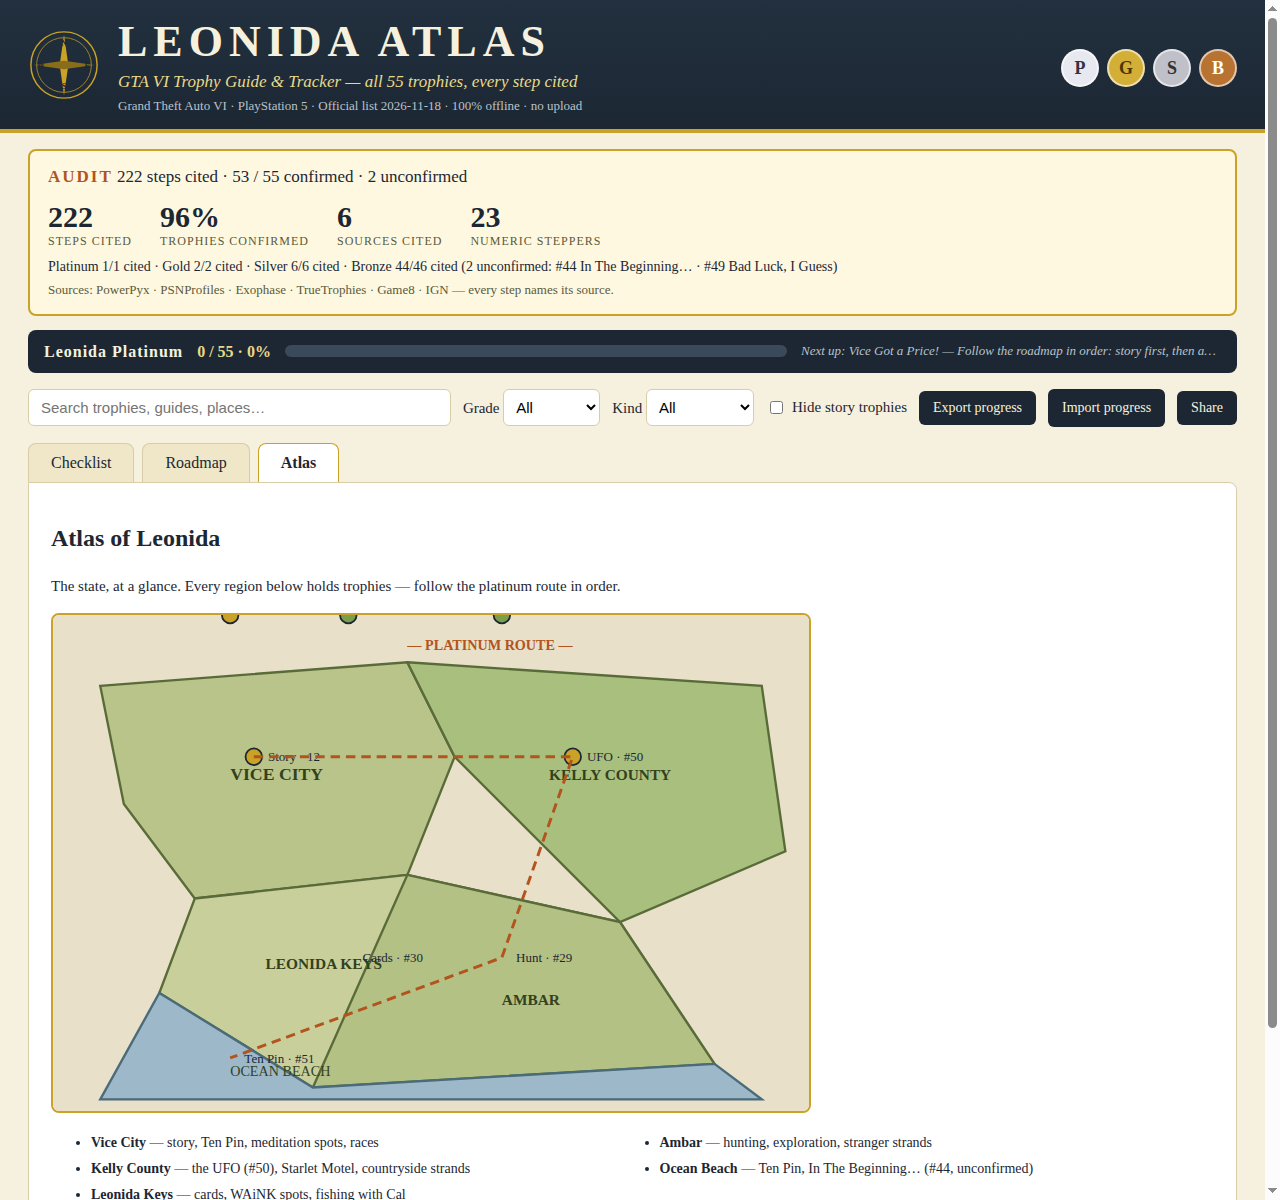 LEONIDA ATLAS
GTA VI Trophy Guide & Tracker — all 55 trophies, every step cited
Grand Theft Auto VI · PlayStation 5 · Official list 2026-11-18 · 100% offline · no upload
P G S B
AUDIT 222 steps cited · 53 / 55 confirmed · 2 unconfirmed
222 96% 6 23
STEPS CITED TROPHIES CONFIRMED SOURCES CITED NUMERIC STEPPERS
Platinum 1/1 cited · Gold 2/2 cited · Silver 6/6 cited · Bronze 44/46 cited (2 unconfirmed: #44 In The Beginning… · #49 Bad Luck, I Guess)
Sources: PowerPyx · PSNProfiles · Exophase · TrueTrophies · Game8 · IGN — every step names its source.
Leonida Platinum 0 / 55 · 0% Next up: Vice Got a Price! — Follow the roadmap in order: story first, then a…
Search trophies, guides, places… Grade All Kind All Hide story trophies Export progress Import progress Share
Checklist Roadmap Atlas
Atlas of Leonida
The state, at a glance. Every region below holds trophies — follow the platinum route in order.
— PLATINUM ROUTE —
Story · 12 UFO · #50
VICE CITY KELLY COUNTY
Cards · #30 Hunt · #29
LEONIDA KEYS
AMBAR
Ten Pin · #51
OCEAN BEACH
Vice City — story, Ten Pin, meditation spots, races
Kelly County — the UFO (#50), Starlet Motel, countryside strands
Leonida Keys — cards, WAiNK spots, fishing with Cal
Ambar — hunting, exploration, stranger strands
Ocean Beach — Ten Pin, In The Beginning… (#44, unconfirmed)